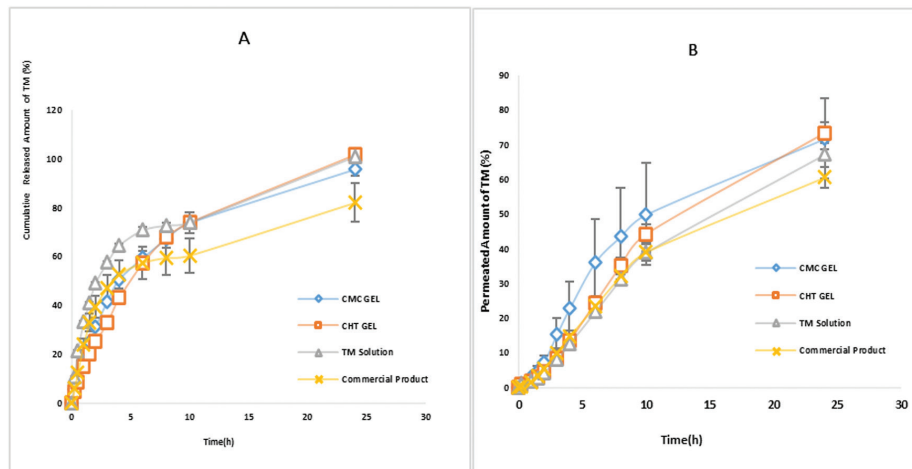 A
Cumulative Released Amount of TM (%)
120
100
80
60
40
20
0
0 5 10 15 20 25 30
Time(h)
CMC GEL
CHT GEL
TM Solution
Commercial Product
B
Permeated Amount of TM (%)
90
80
70
60
50
40
30
20
10
0
0 5 10 15 20 25 30
Time(h)
CMC GEL
CHT GEL
TM Solution
Commercial Product